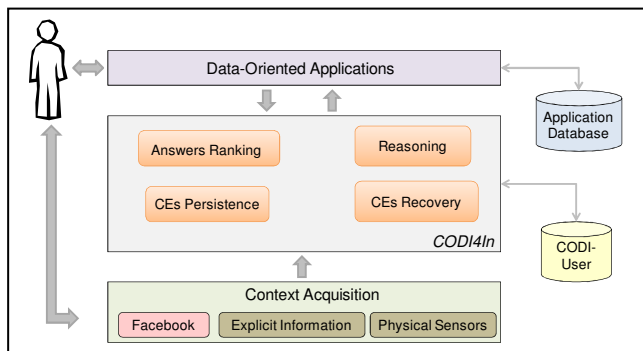 Data-Oriented Applications
Application
Database
Answers Ranking
Reasoning
CEs Persistence
CEs Recovery
CODI4In
CODI-
User
Context Acquisition
Facebook
Explicit Information
Physical Sensors